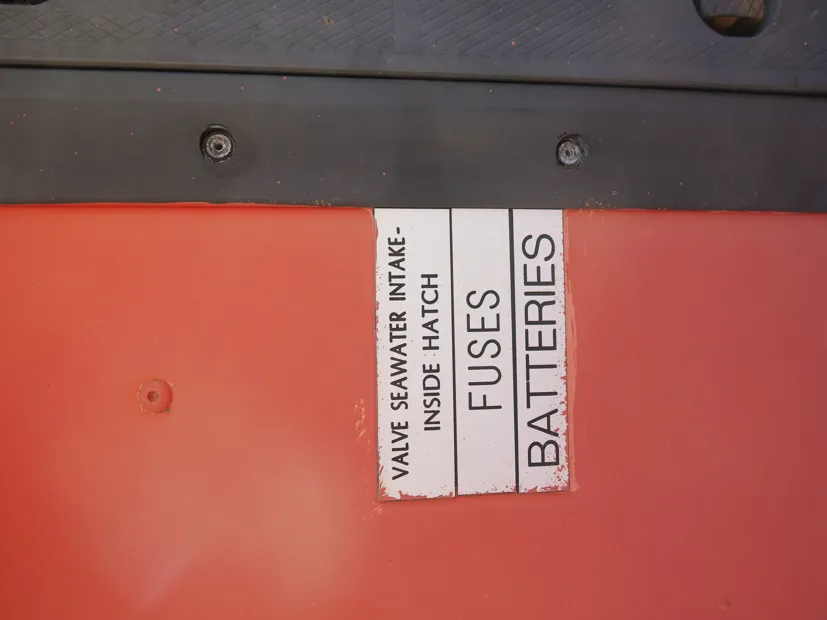 VALVE SEAWATER INTAKE-
INSIDE HATCH
FUSES
BATTERIES